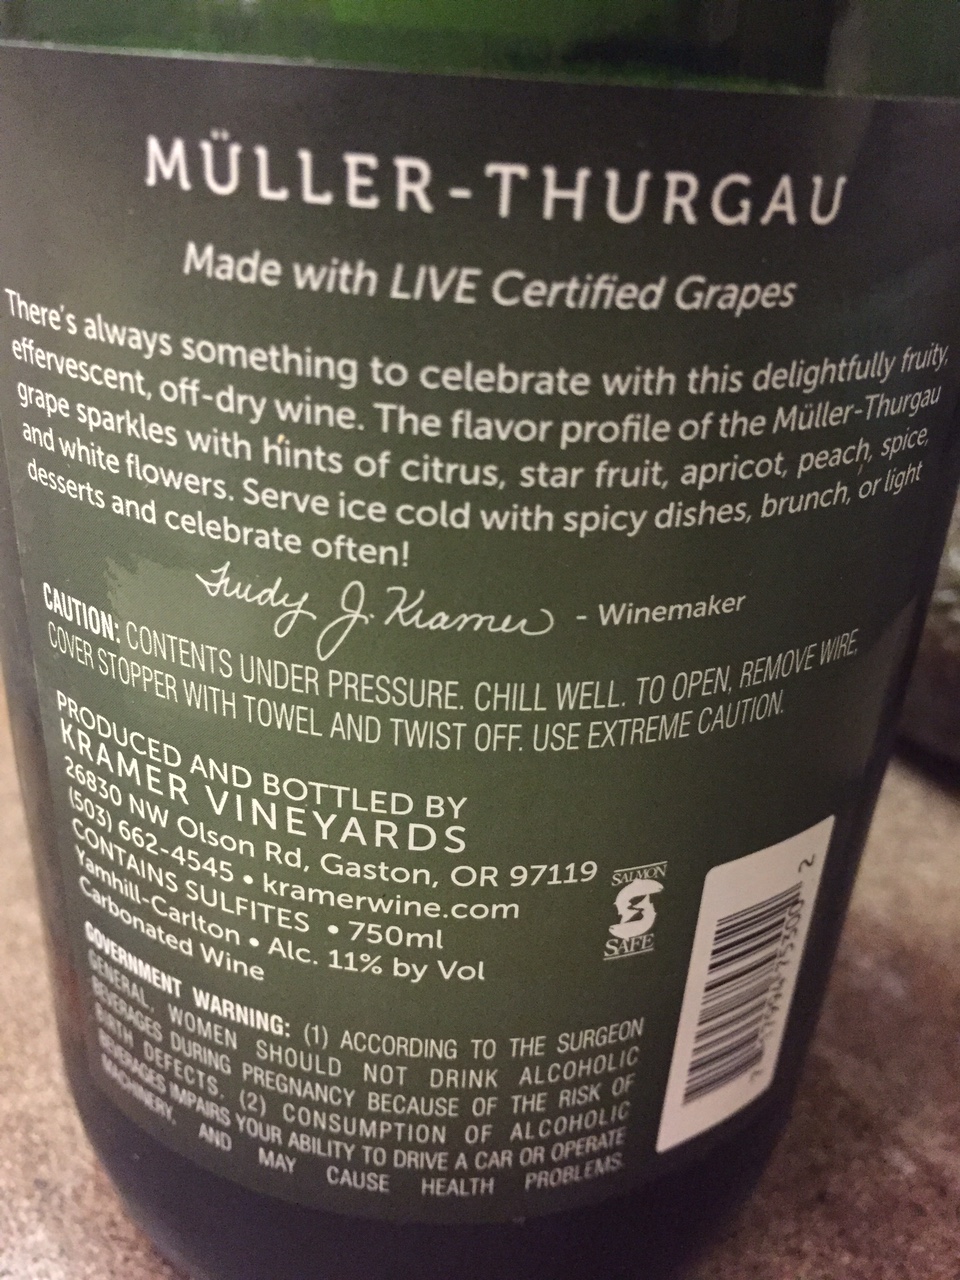 MÜLLER-THURGAU
Made with LIVE Certified Grapes
There's always something to celebrate with this delightfully fruity,
effervescent, off-dry wine. The flavor profile of the Müller-Thurgau
grape sparkles with hints of citrus, star fruit, apricot, peach, spice,
and white flowers. Serve ice cold with spicy dishes, brunch, or light
desserts and celebrate often!
Trudy J. Kramer - Winemaker
CAUTION: CONTENTS UNDER PRESSURE. CHILL WELL. TO OPEN, REMOVE WIRE,
COVER STOPPER WITH TOWEL AND TWIST OFF. USE EXTREME CAUTION.
PRODUCED AND BOTTLED BY
KRAMER VINEYARDS
26830 NW Olson Rd, Gaston, OR 97119
(503) 662-4545 • kramerwine.com
CONTAINS SULFITES • 750ml
Yamhill-Carlton • Alc. 11% by Vol
Carbonated Wine
SALMON
SAFE
GOVERNMENT WARNING: (1) ACCORDING TO THE SURGEON
GENERAL, WOMEN SHOULD NOT DRINK ALCOHOLIC
BEVERAGES DURING PREGNANCY BECAUSE OF THE RISK OF
BIRTH DEFECTS. (2) CONSUMPTION OF ALCOHOLIC
BEVERAGES IMPAIRS YOUR ABILITY TO DRIVE A CAR OR OPERATE
MACHINERY, AND MAY CAUSE HEALTH PROBLEMS.